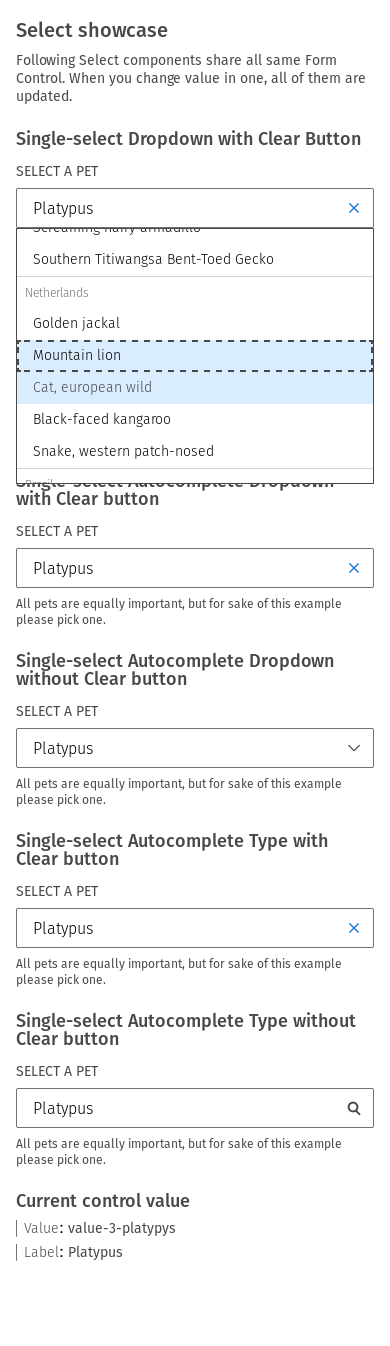 Select showcase
Following Select components share all same Form
Control. When you change value in one, all of them are
updated.
Single-select Dropdown with Clear Button
SELECT A PET
Platypus
Screaming hairy armadillo
Southern Titiwangsa Bent-Toed Gecko
Netherlands
Golden jackal
Mountain lion
Cat, european wild
Black-faced kangaroo
Snake, western patch-nosed
Single-select Autocomplete Dropdown
with Clear button
SELECT A PET
Platypus
All pets are equally important, but for sake of this example
please pick one.
Single-select Autocomplete Dropdown
without Clear button
SELECT A PET
Platypus
All pets are equally important, but for sake of this example
please pick one.
Single-select Autocomplete Type with
Clear button
SELECT A PET
Platypus
All pets are equally important, but for sake of this example
please pick one.
Single-select Autocomplete Type without
Clear button
SELECT A PET
Platypus
All pets are equally important, but for sake of this example
please pick one.
Current control value
Value: value-3-platypys
Label: Platypus